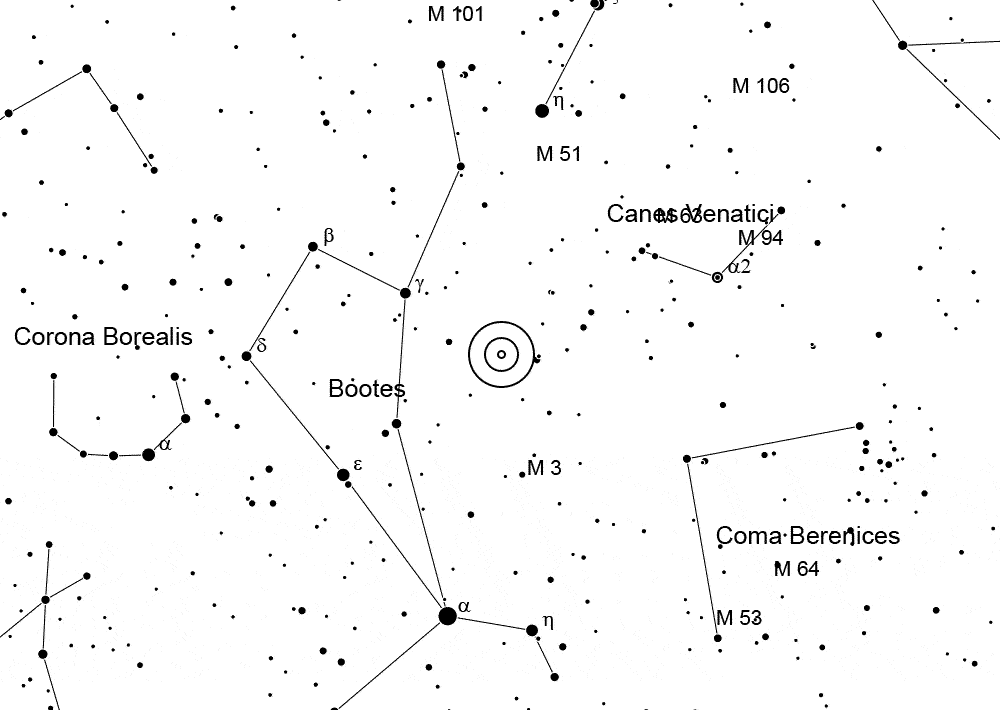 M 101
η
M 106
M 51
Canes Venatici
M 63
M 94
β
α2
γ
Corona Borealis
δ
Bootes
α
ε
M 3
Coma Berenices
M 64
α
η
M 53